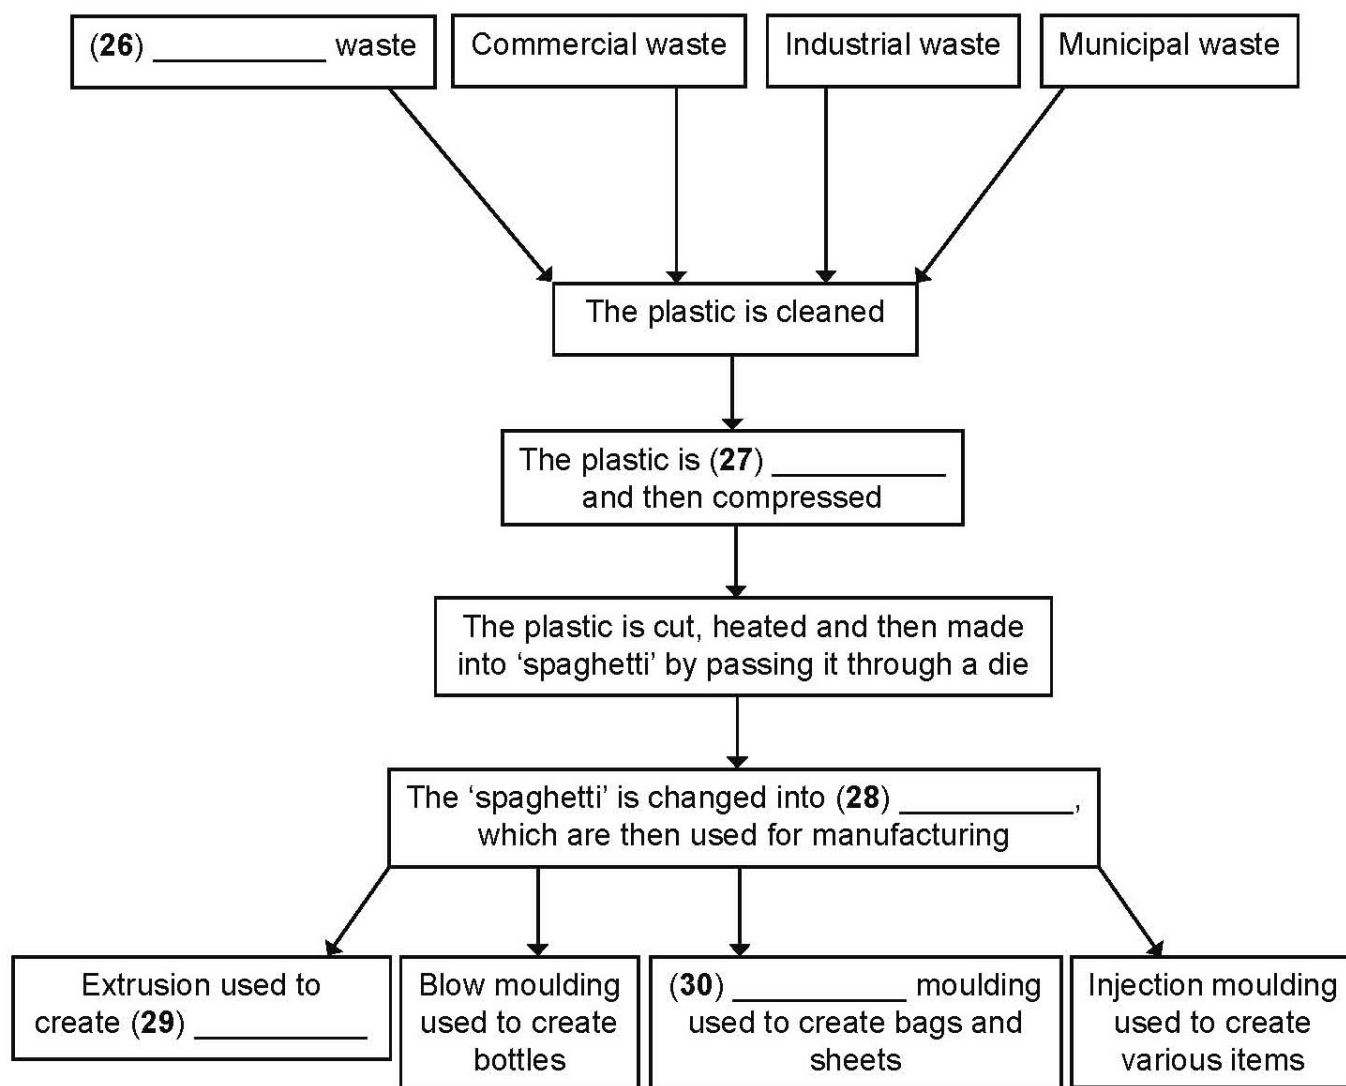 (26) __________ waste
Commercial waste
Industrial waste
Municipal waste
The plastic is cleaned
The plastic is (27) __________
and then compressed
The plastic is cut, heated and then made
into ‘spaghetti’ by passing it through a die
The ‘spaghetti’ is changed into (28) __________,
which are then used for manufacturing
Extrusion used to
create (29) __________
Blow moulding
used to create
bottles
(30) __________ moulding
used to create bags and
sheets
Injection moulding
used to create
various items